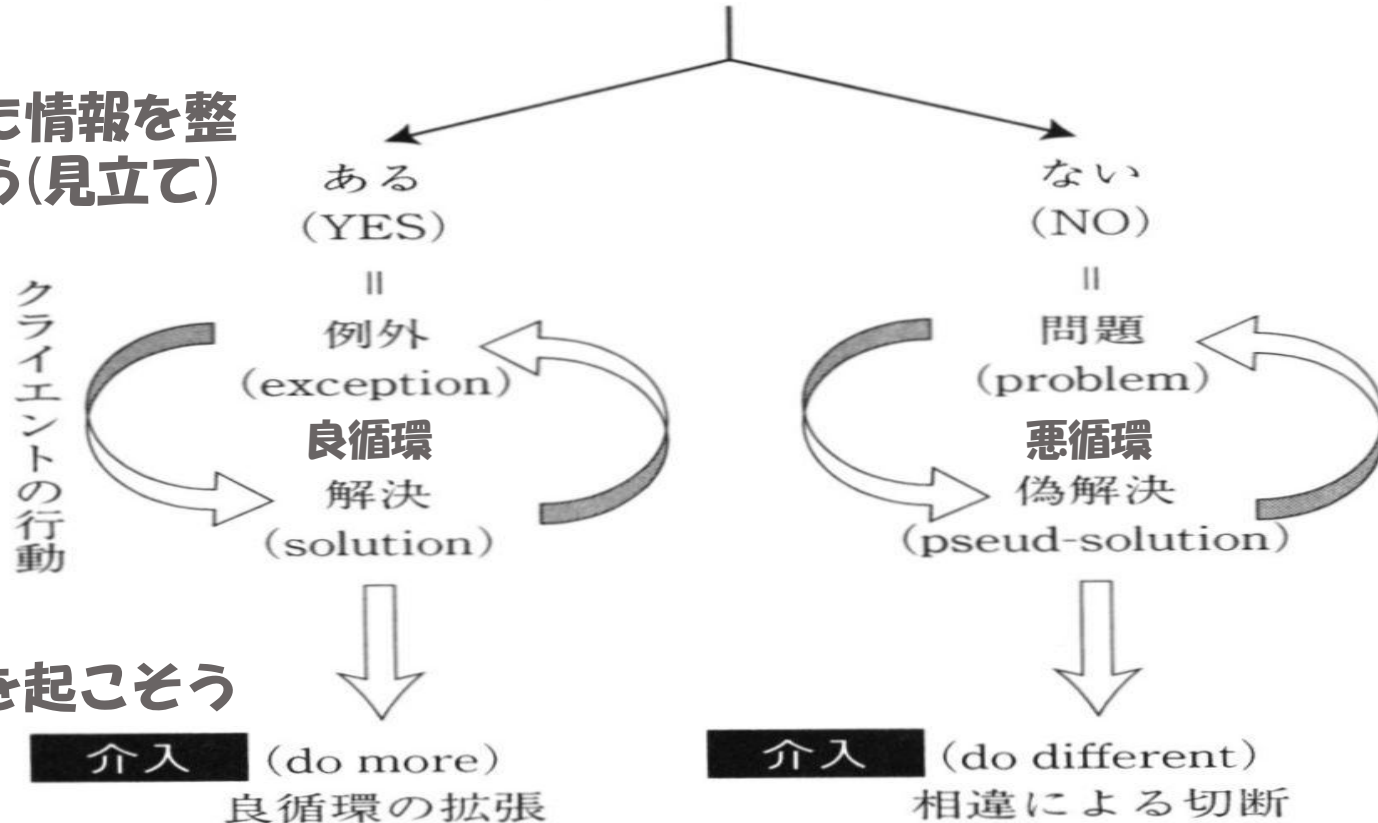 た情報を整
う(見立て)
ある
(YES)
||
例外
(exception)
良循環
解決
(solution)
ない
(NO)
||
問題
(problem)
悪循環
偽解決
(pseud-solution)
クライエントの行動
を起こそう
介入 (do more)
良循環の拡張
介入 (do different)
相違による切断